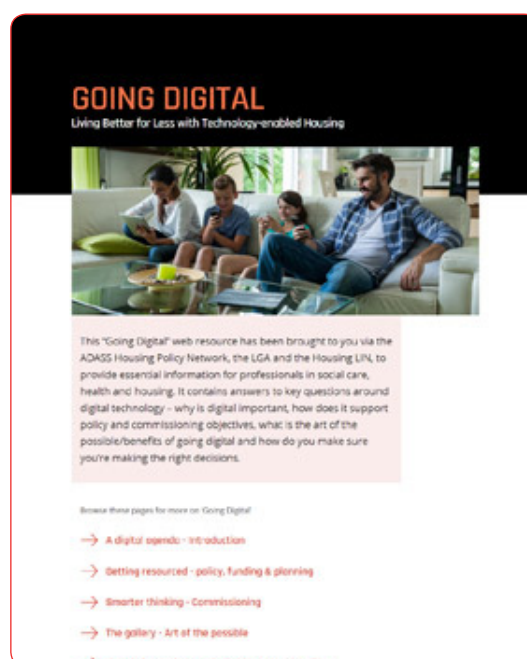 GOING DIGITAL
Living Better for Less with Technology-enabled Housing
This "Going Digital" web resource has been brought to you via the
ADASS Housing Policy Network, the LGA and the Housing LIN, to
provide essential information for professionals in social care,
health and housing. It contains answers to key questions around
digital technology – why is digital important, how does it support
policy and commissioning objectives, what is the art of the
possible/benefits of going digital and how do you make sure
you're making the right decisions.
Browse these pages for more on 'Going Digital'
A digital agenda - Introduction
Getting resourced - policy, funding & planning
Smarter thinking - Commissioning
The gallery - Art of the possible